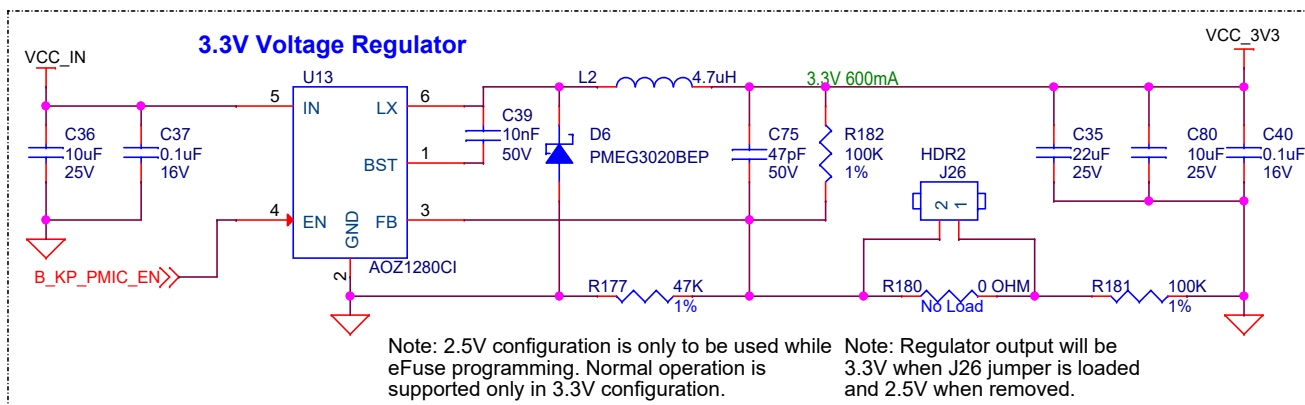 3.3V Voltage Regulator
VCC_IN
VCC_3V3
U13
L2
4.7uH
3.3V 600mA
5
IN
LX
6
C36
10uF
25V
C37
0.1uF
16V
C39
10nF
50V
D6
PMEG3020BEP
C75
47pF
50V
R182
100K
1%
HDR2
J26
2
1
C35
22uF
25V
C80
10uF
25V
C40
0.1uF
16V
BST
1
4
EN
GND
FB
3
B_KP_PMIC_EN
2
AOZ1280CI
R177
47K
1%
R180
0 OHM
No Load
R181
100K
1%
Note: 2.5V configuration is only to be used while
eFuse programming. Normal operation is
supported only in 3.3V configuration.
Note: Regulator output will be
3.3V when J26 jumper is loaded
and 2.5V when removed.